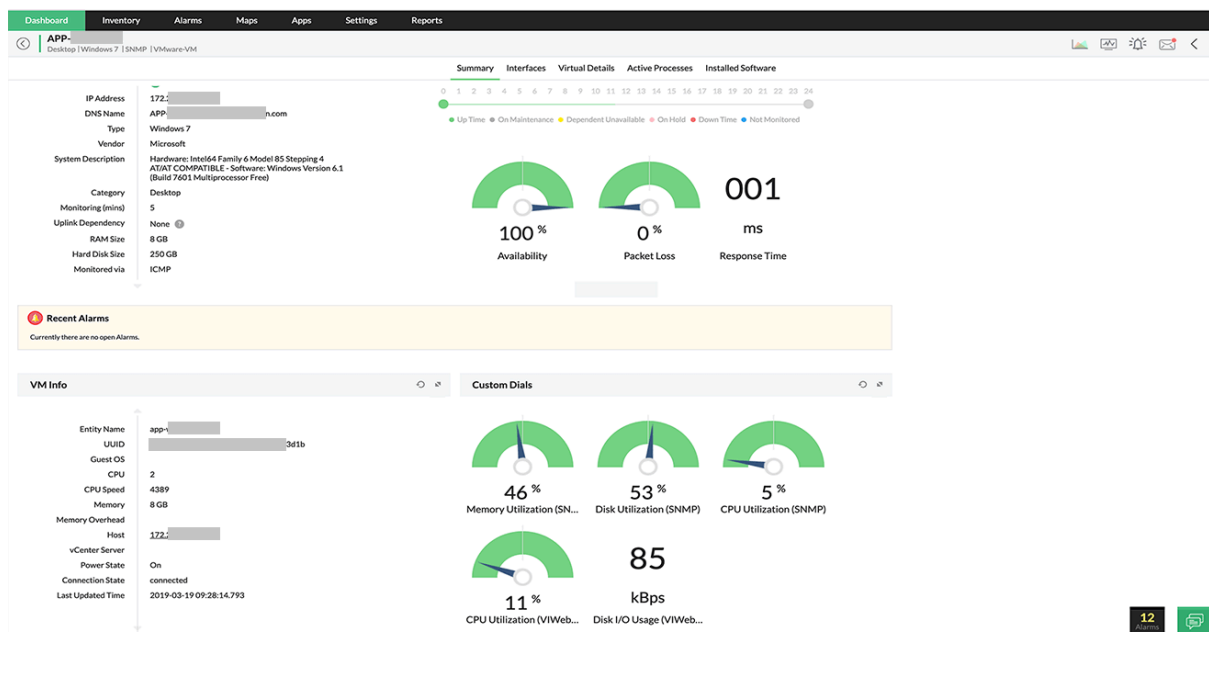 Dashboard Inventory Alarms Maps Apps Settings Reports
APP-
Desktop | Windows 7 | SNMP | VMware-VM
Summary Interfaces Virtual Details Active Processes Installed Software
IP Address 172.
DNS Name APP- n.com
Type Windows 7
Vendor Microsoft
System Description Hardware: Intel64 Family 6 Model 85 Stepping 4
AT/AT COMPATIBLE - Software: Windows Version 6.1
(Build 7601 Multiprocessor Free)
Category Desktop
Monitoring (mins) 5
Uplink Dependency None ?
RAM Size 8 GB
Hard Disk Size 250 GB
Monitored via ICMP
0 1 2 3 4 5 6 7 8 9 10 11 12 13 14 15 16 17 18 19 20 21 22 23 24
Up Time On Maintenance Dependent Unavailable On Hold Down Time Not Monitored
100 % 0 % 001 ms
Availability Packet Loss Response Time
Recent Alarms
Currently there are no open Alarms.
VM Info
Entity Name app-
UUID 3d1b
Guest OS
CPU 2
CPU Speed 4389
Memory 8 GB
Memory Overhead
Host 172.
vCenter Server
Power State On
Connection State connected
Last Updated Time 2019-03-19 09:28:14.793
Custom Dials
46 % 53 % 5 %
Memory Utilization (SN... Disk Utilization (SNMP) CPU Utilization (SNMP)
11 % 85 kBps
CPU Utilization (VIWeb... Disk I/O Usage (VIWeb...
12
Alarms